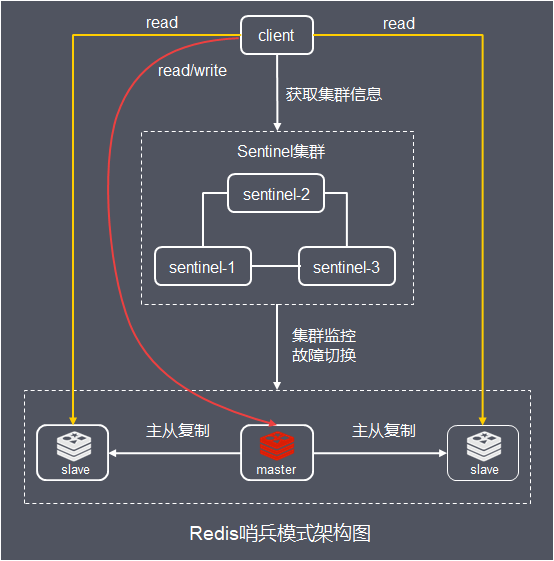 read
client
read
read/write
获取集群信息
Sentinel集群
sentinel-2
sentinel-1
sentinel-3
集群监控
故障切换
主从复制
主从复制
slave
master
slave
Redis哨兵模式架构图